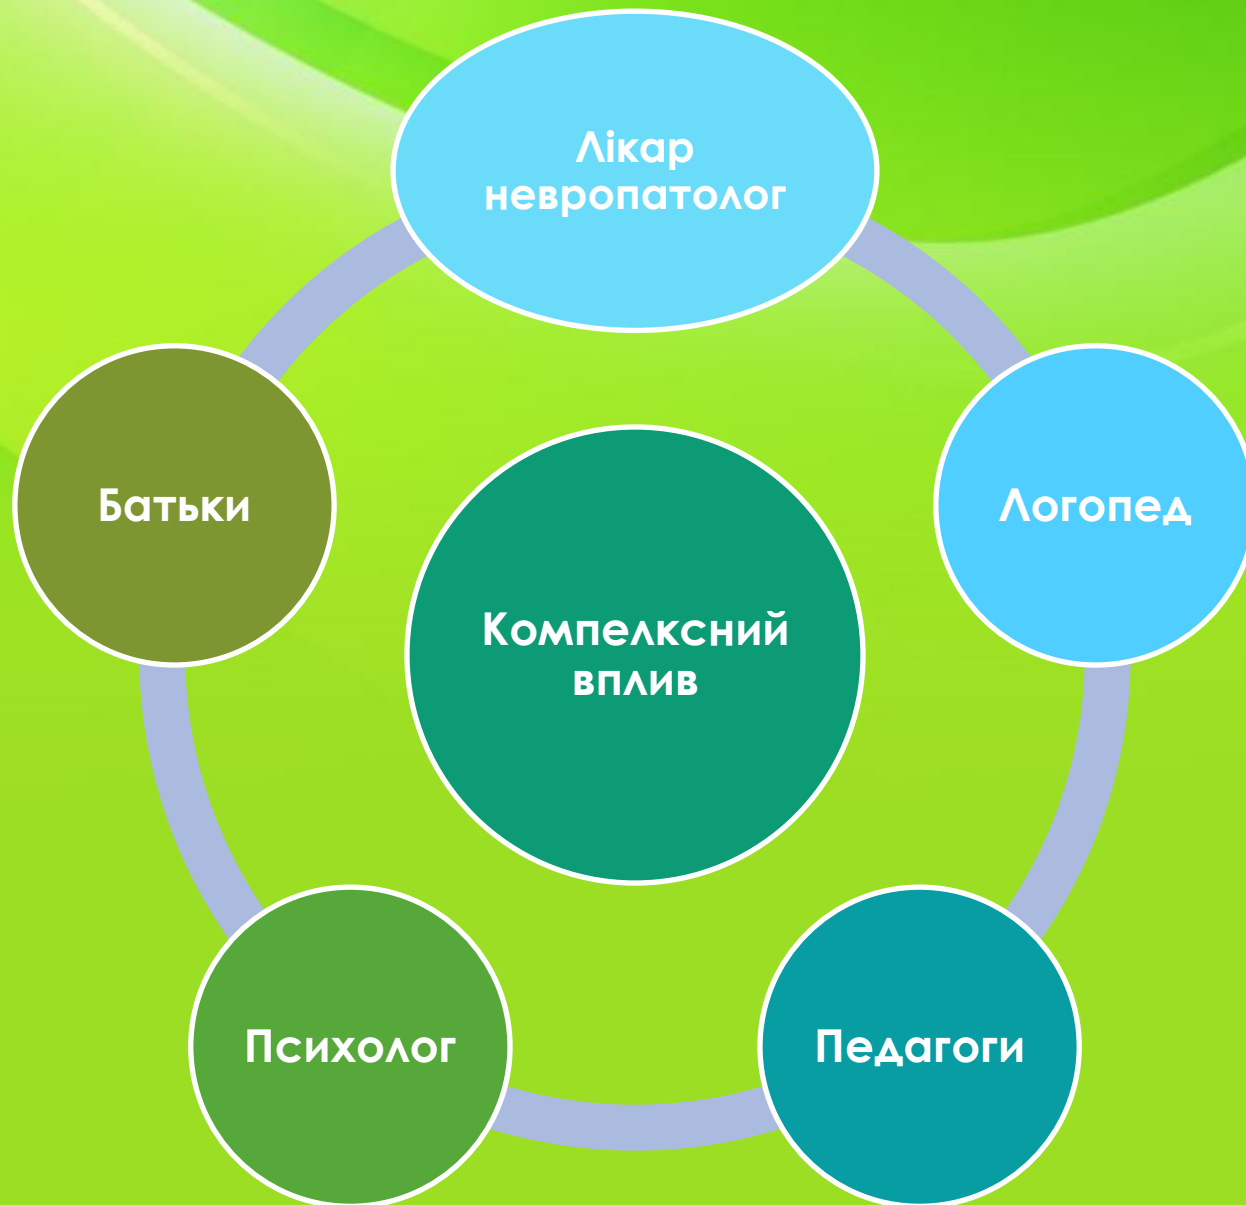 Лікар
невропатолог
Батьки
Логопед
Компелксний
вплив
Психолог
Педагоги